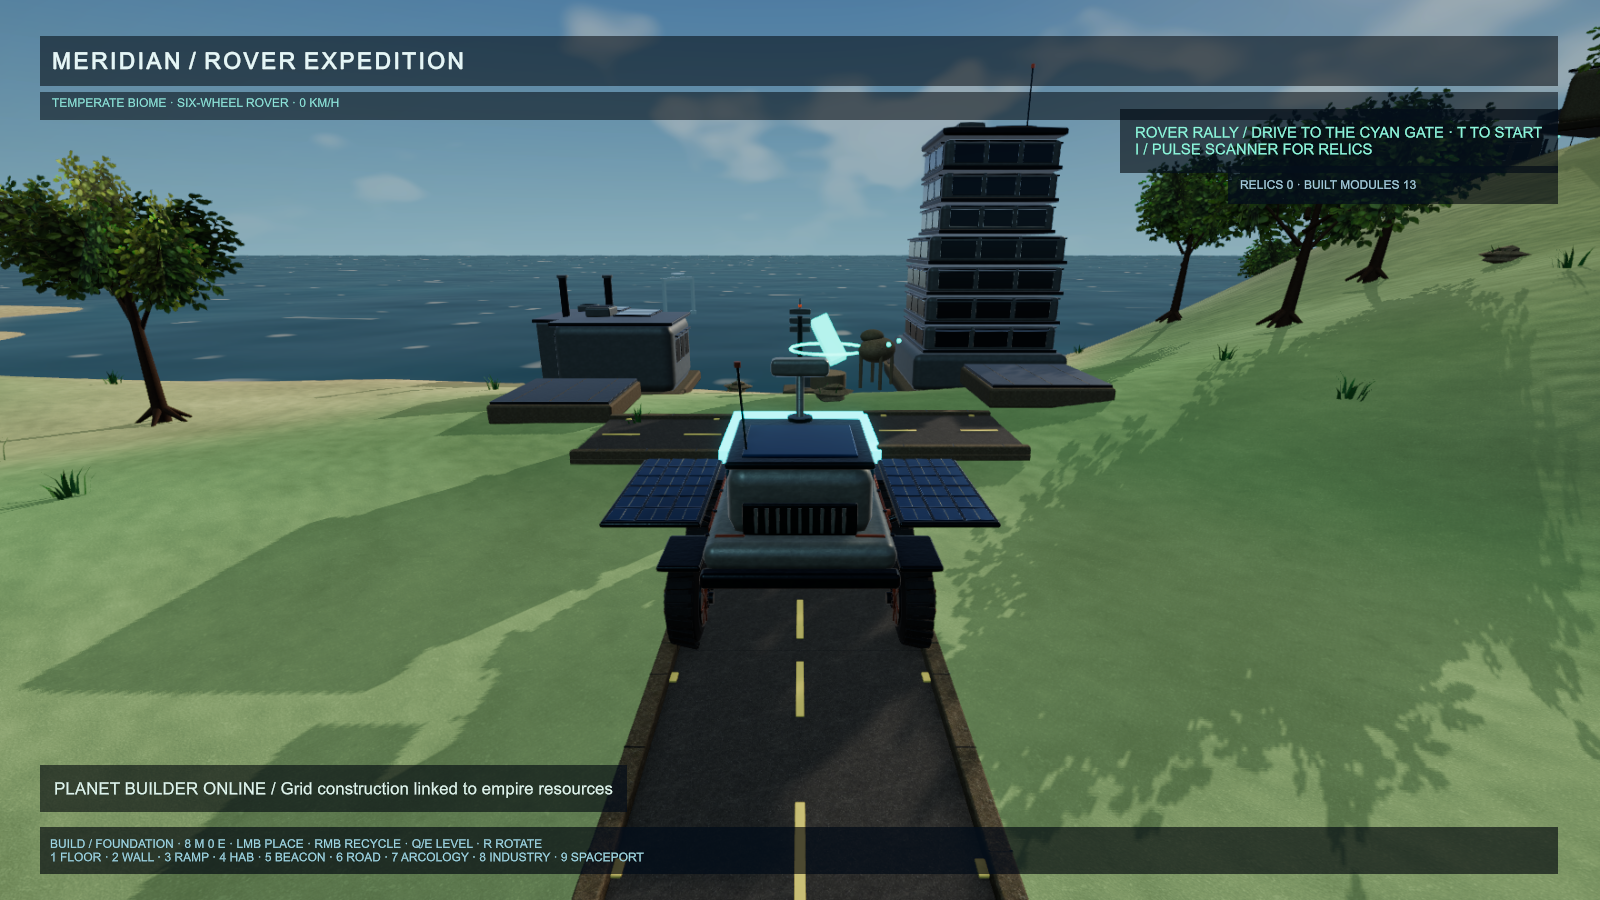 MERIDIAN / ROVER EXPEDITION
TEMPERATE BIOME · SIX-WHEEL ROVER · 0 KM/H
ROVER RALLY / DRIVE TO THE CYAN GATE · T TO START
I / PULSE SCANNER FOR RELICS
RELICS 0 · BUILT MODULES 13
PLANET BUILDER ONLINE / Grid construction linked to empire resources
BUILD / FOUNDATION · 8 M 0 E · LMB PLACE · RMB RECYCLE · Q/E LEVEL · R ROTATE
1 FLOOR · 2 WALL · 3 RAMP · 4 HAB · 5 BEACON · 6 ROAD · 7 ARCOLOGY · 8 INDUSTRY · 9 SPACEPORT